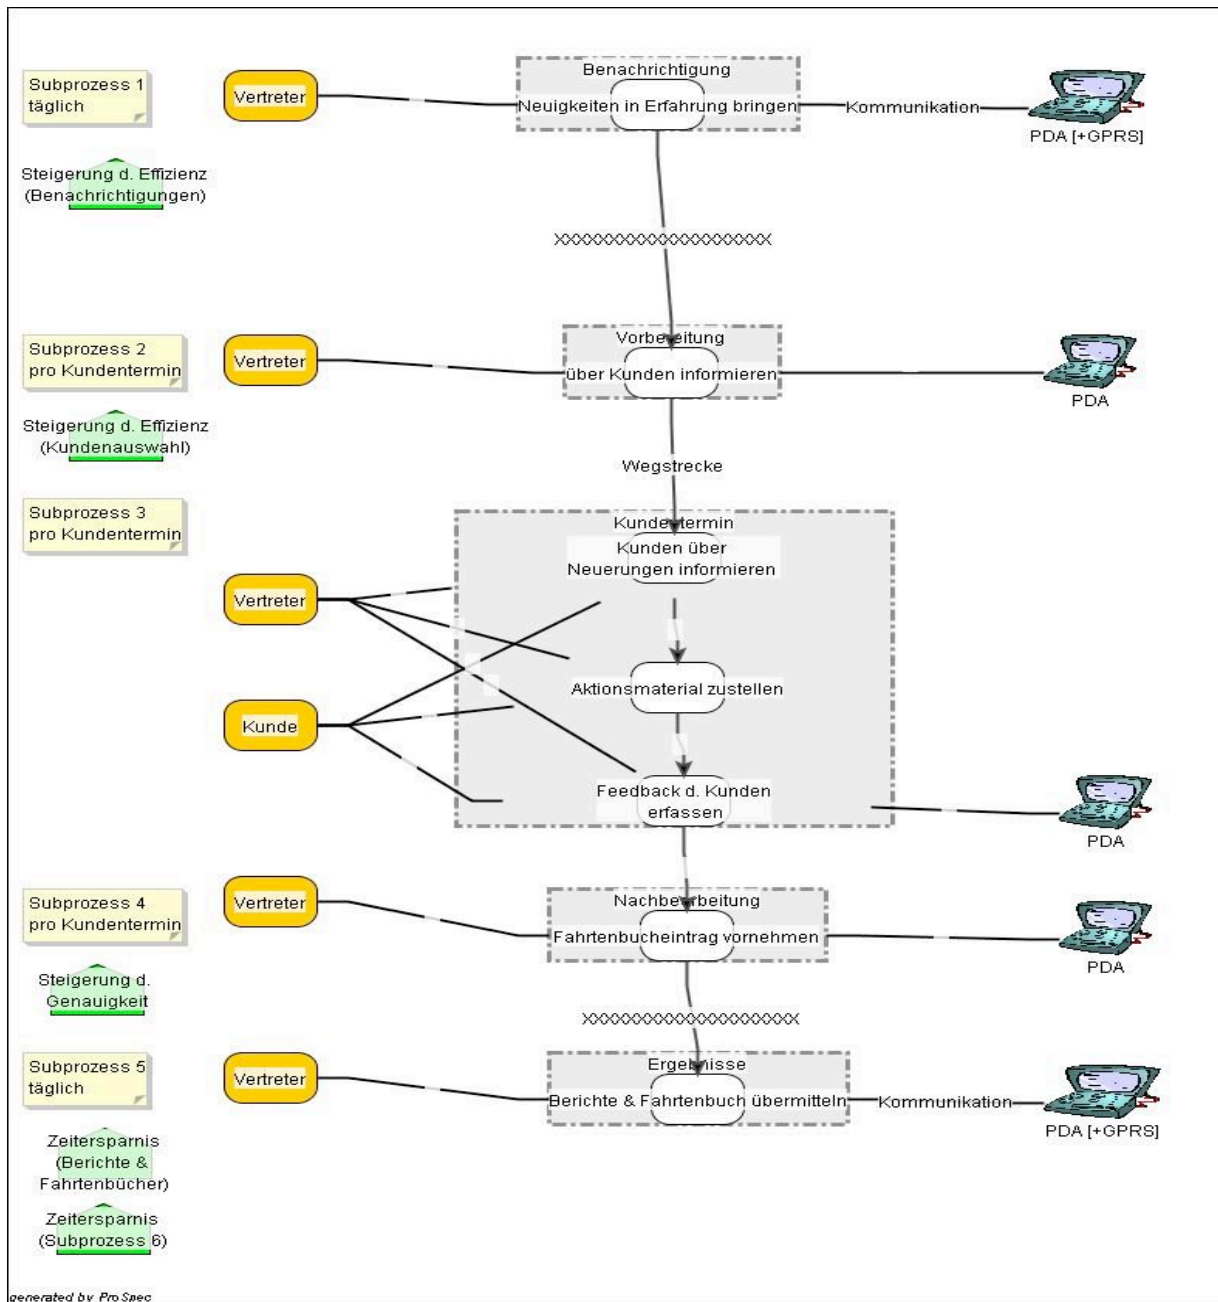 Subprozess 1
täglich
Vertreter
Benachrichtigung
Neuigkeiten in Erfahrung bringen
Kommunikation
PDA [+GPRS]
Steigerung d. Effizienz
(Benachrichtigungen)
XXXXXXXXXXXXXXXXXXXXXX
Subprozess 2
pro Kundentermin
Vertreter
Vorbereitung
über Kunden informieren
PDA
Steigerung d. Effizienz
(Kundenauswahl)
Wegstrecke
Subprozess 3
pro Kundentermin
Kundentermin
Kunden über
Neuerungen informieren
Vertreter
Aktionsmaterial zustellen
Kunde
Feedback d. Kunden
erfassen
PDA
Subprozess 4
pro Kundentermin
Vertreter
Nachbearbeitung
Fahrtenbucheintrag vornehmen
PDA
Steigerung d.
Genauigkeit
XXXXXXXXXXXXXXXXXXXXXX
Subprozess 5
täglich
Vertreter
Ergebnisse
Berichte & Fahrtenbuch übermitteln
Kommunikation
PDA [+GPRS]
Zeitersparnis
(Berichte &
Fahrtenbücher)
Zeitersparnis
(Subprozess 6)
generated by ProSpec